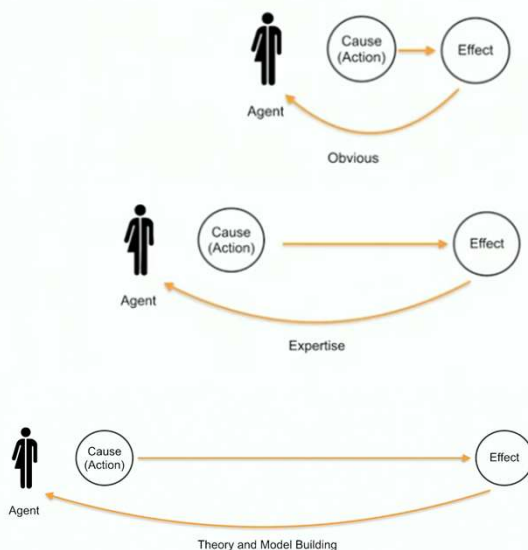 Cause
(Action)
Effect
Agent
Obvious
Cause
(Action)
Effect
Agent
Expertise
Cause
(Action)
Effect
Agent
Theory and Model Building